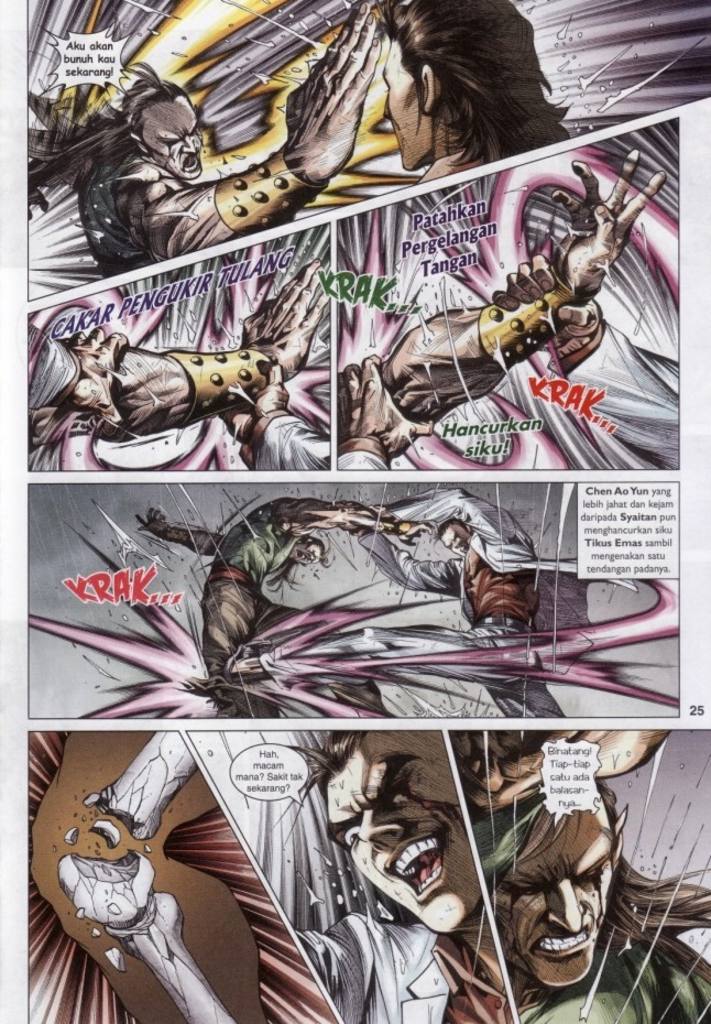 Aku akan
bunuh kau
sekarang!
CAKAR PENGUKIR TULANG
KRAK...
Patahkan
Pergelangan
Tangan
KRAK...
Hancurkan
siku!
KRAK...
Chen Ao Yun yang
lebih jahat dan kejam
daripada Syaitan pun
menghancurkan siku
Tikus Emas sambil
mengenakan satu
tendangan padanya.
25
Hah,
macam
mana? Sakit tak
sekarang?
Binatang!
Tiap-tiap
satu ada
balasan-
nya...